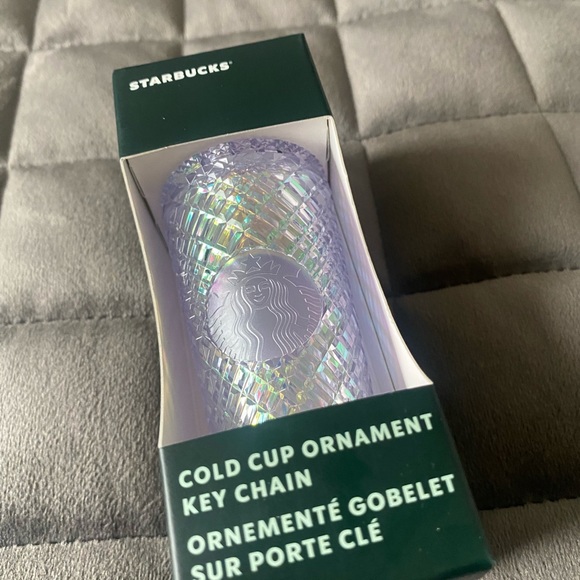 STARBUCKS®
COLD CUP ORNAMENT
KEY CHAIN
ORNEMENTÉ GOBELET
SUR PORTE CLÉ